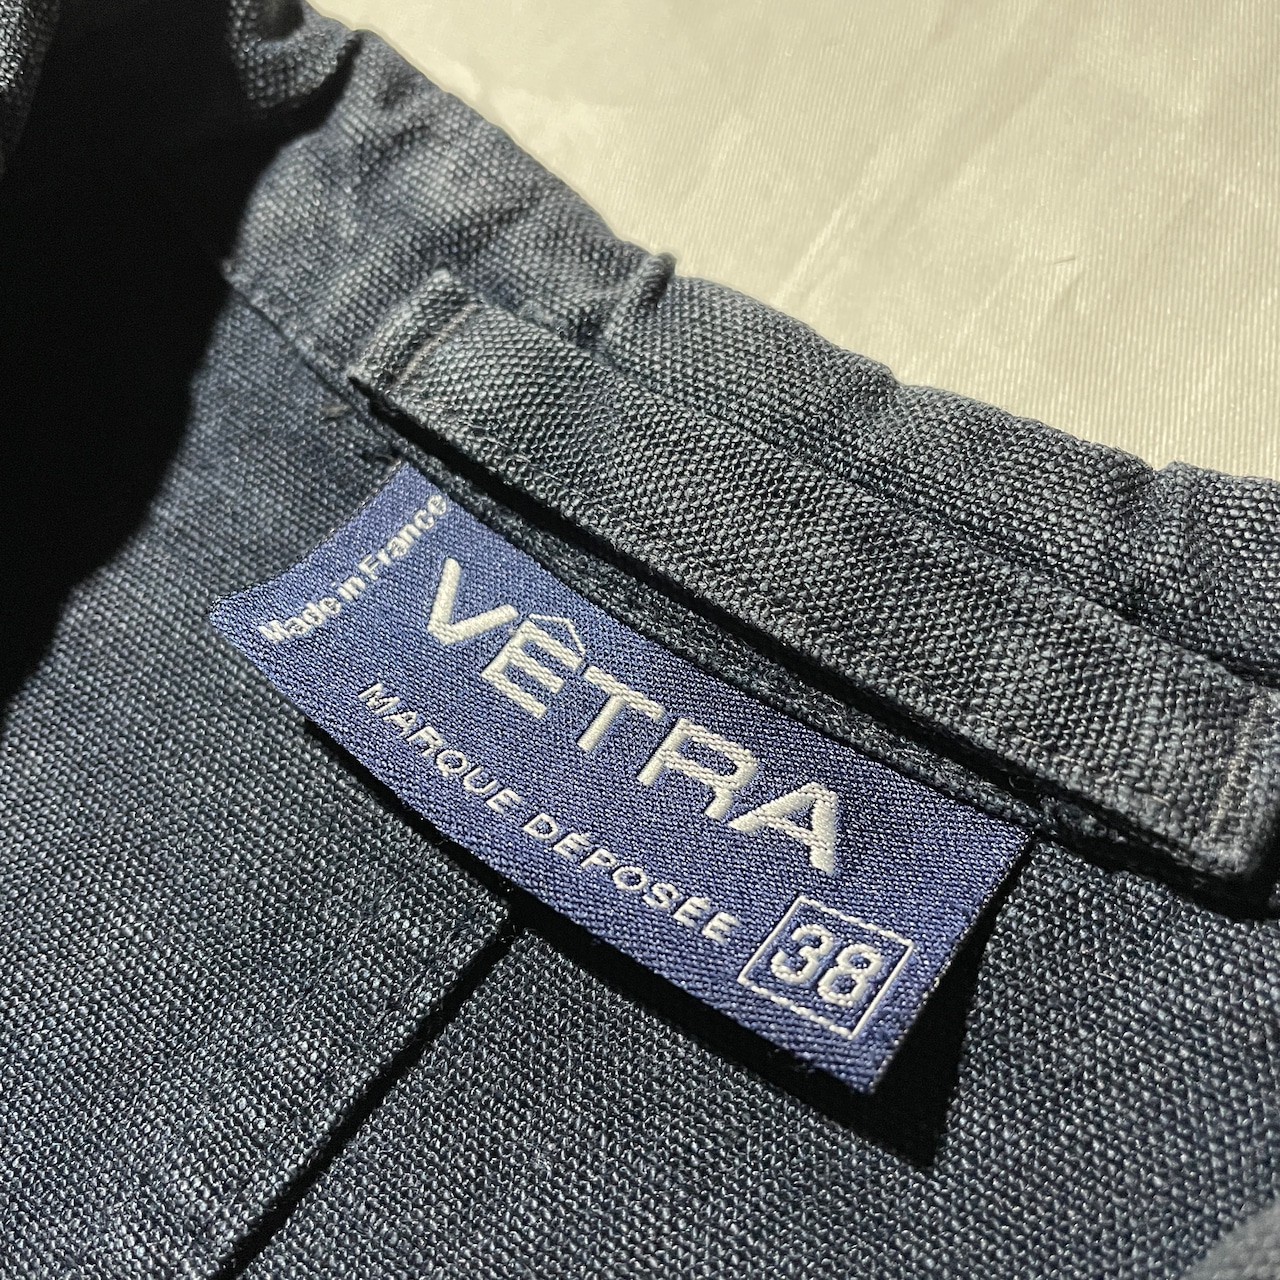 Made in France
VÊTRA
MARQUE DÉPOSÉE
38